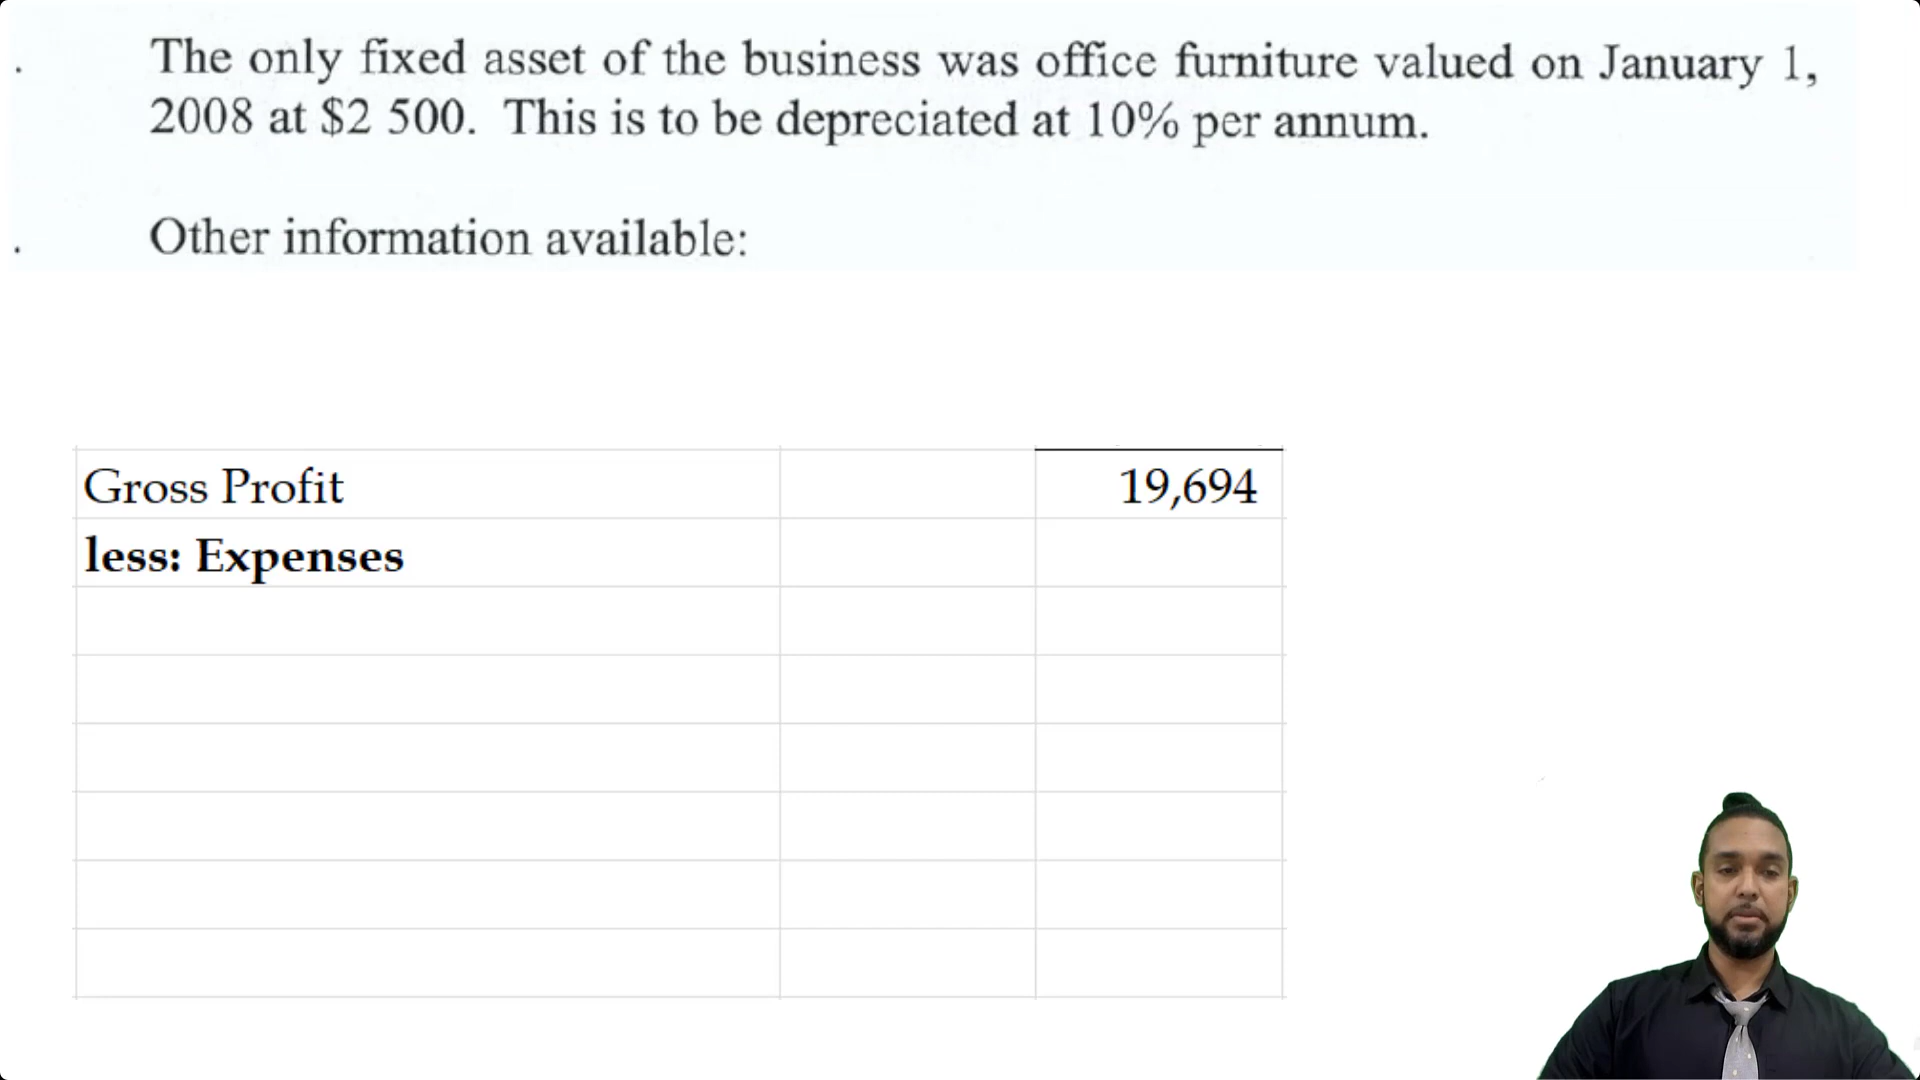 The only fixed asset of the business was office furniture valued on January 1,
2008 at $2 500. This is to be depreciated at 10% per annum.
Other information available:
Gross Profit 19,694
less: Expenses